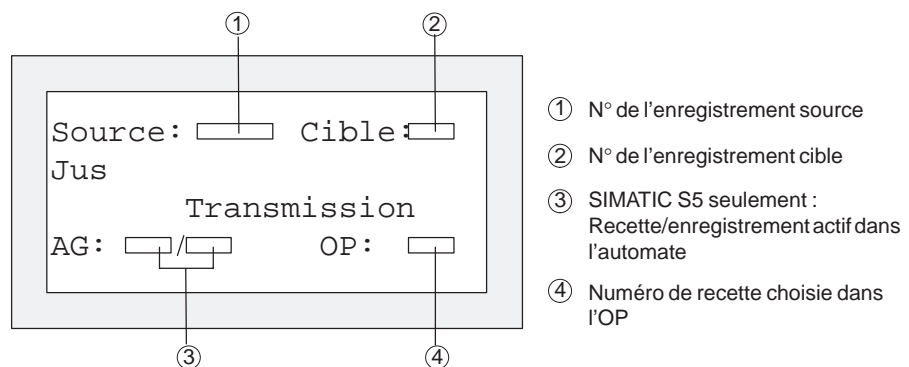 ① ②
Source: Cible:
Jus
Transmission
AG: / OP:
③ ④
① N° de l'enregistrement source
② N° de l'enregistrement cible
③ SIMATIC S5 seulement :
Recette/enregistrement actif dans
l'automate
④ Numéro de recette choisie dans
l'OP